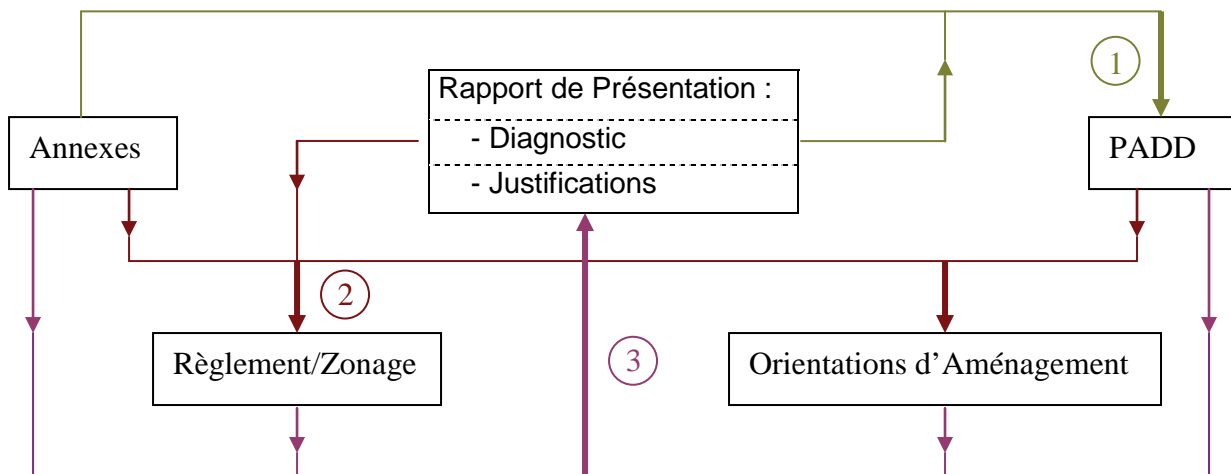 1
Rapport de Présentation :
- Diagnostic
- Justifications
Annexes
PADD
2
3
Règlement/Zonage
Orientations d’Aménagement